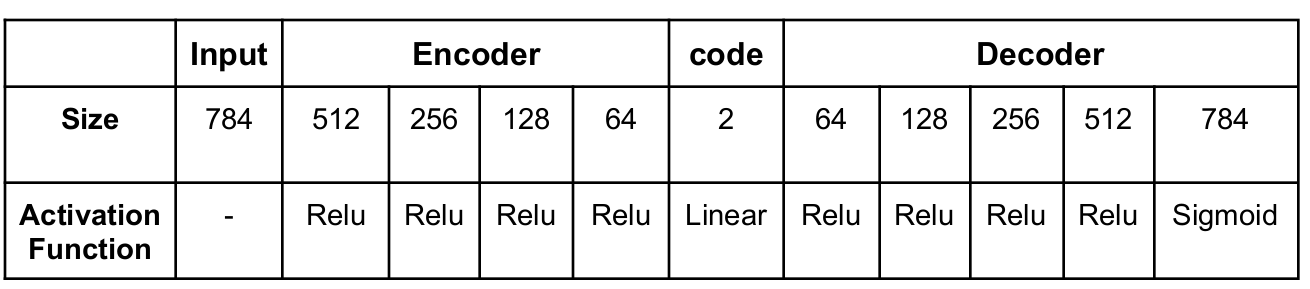 Input Encoder code Decoder
Size 784 512 256 128 64 2 64 128 256 512 784
Activation Function - Relu Relu Relu Relu Linear Relu Relu Relu Relu Sigmoid